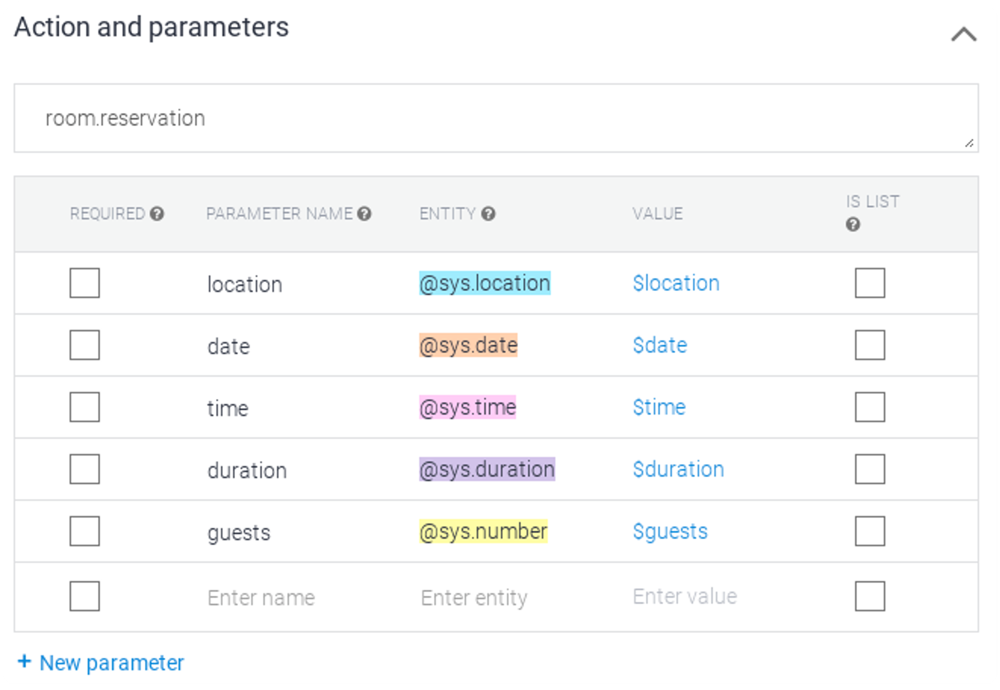 Action and parameters
room.reservation
REQUIRED ? PARAMETER NAME ? ENTITY ? VALUE IS LIST ?
location @sys.location $location
date @sys.date $date
time @sys.time $time
duration @sys.duration $duration
guests @sys.number $guests
Enter name Enter entity Enter value
+ New parameter